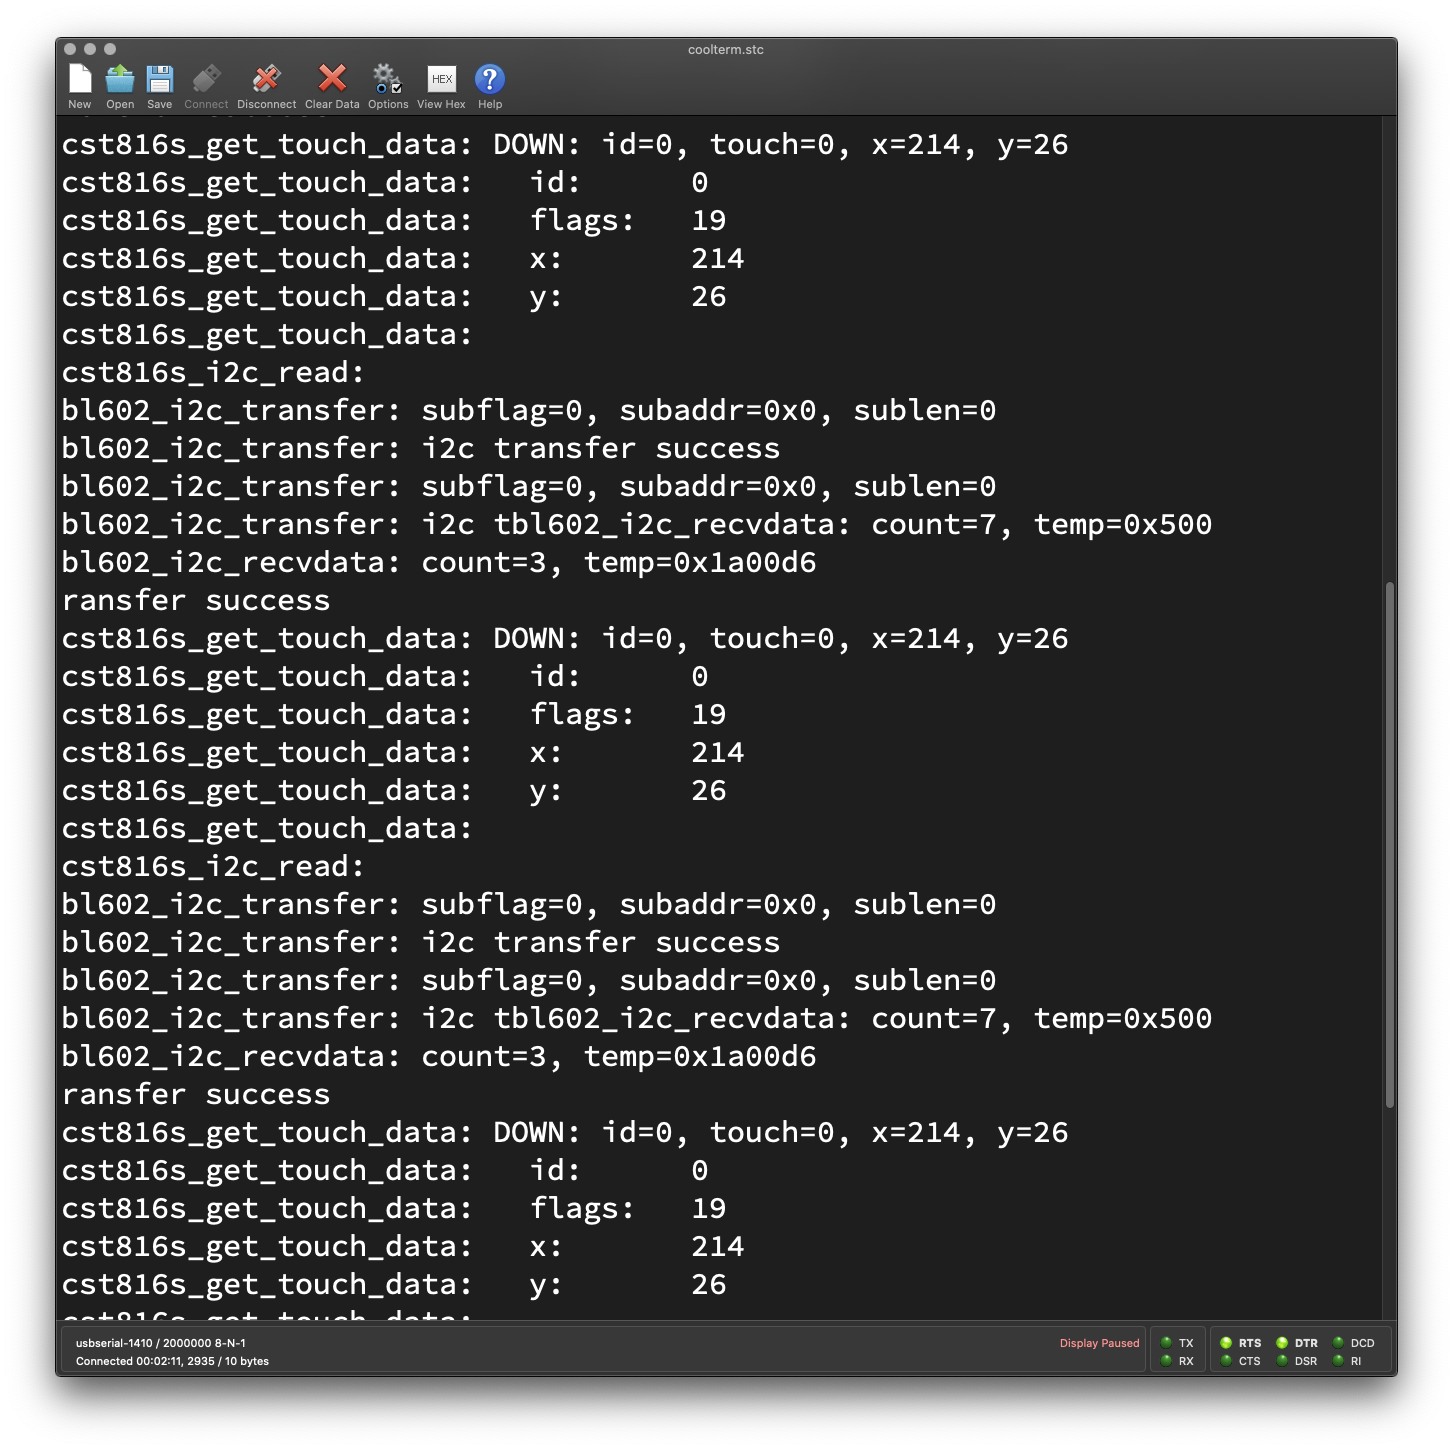 coolterm.stc
New Open Save Connect Disconnect Clear Data Options HEX View Hex ? Help
cst816s_get_touch_data: DOWN: id=0, touch=0, x=214, y=26
cst816s_get_touch_data:   id:      0
cst816s_get_touch_data:   flags:   19
cst816s_get_touch_data:   x:       214
cst816s_get_touch_data:   y:       26
cst816s_get_touch_data:
cst816s_i2c_read:
bl602_i2c_transfer: subflag=0, subaddr=0x0, sublen=0
bl602_i2c_transfer: i2c transfer success
bl602_i2c_transfer: subflag=0, subaddr=0x0, sublen=0
bl602_i2c_transfer: i2c tbl602_i2c_recvdata: count=7, temp=0x500
bl602_i2c_recvdata: count=3, temp=0x1a00d6
ransfer success
cst816s_get_touch_data: DOWN: id=0, touch=0, x=214, y=26
cst816s_get_touch_data:   id:      0
cst816s_get_touch_data:   flags:   19
cst816s_get_touch_data:   x:       214
cst816s_get_touch_data:   y:       26
cst816s_get_touch_data:
cst816s_i2c_read:
bl602_i2c_transfer: subflag=0, subaddr=0x0, sublen=0
bl602_i2c_transfer: i2c transfer success
bl602_i2c_transfer: subflag=0, subaddr=0x0, sublen=0
bl602_i2c_transfer: i2c tbl602_i2c_recvdata: count=7, temp=0x500
bl602_i2c_recvdata: count=3, temp=0x1a00d6
ransfer success
cst816s_get_touch_data: DOWN: id=0, touch=0, x=214, y=26
cst816s_get_touch_data:   id:      0
cst816s_get_touch_data:   flags:   19
cst816s_get_touch_data:   x:       214
cst816s_get_touch_data:   y:       26
usbserial-1410 / 2000000 8-N-1 Display Paused TX RTS DTR DCD
Connected 00:02:11, 2935 / 10 bytes RX CTS DSR RI